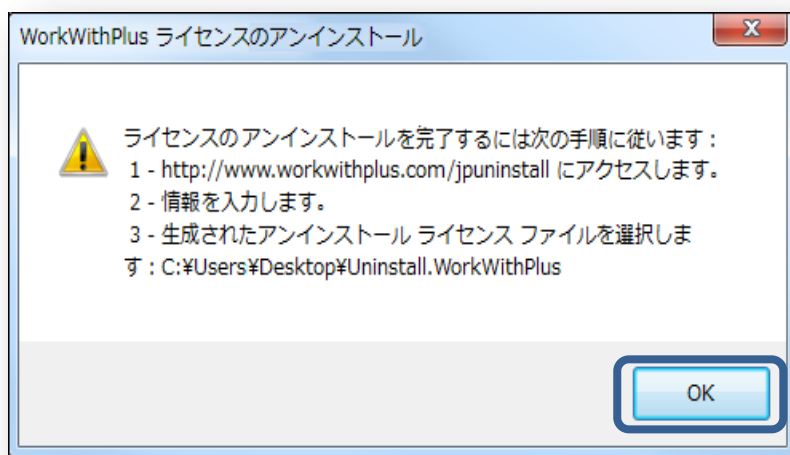 WorkWithPlus ライセンスのアンインストール
ライセンスのアンインストールを完了するには次の手順に従います：
1 - http://www.workwithplus.com/jpuninstall にアクセスします。
2 - 情報を入力します。
3 - 生成されたアンインストール ライセンス ファイルを選択しま
す：C:¥Users¥Desktop¥Uninstall.WorkWithPlus
OK